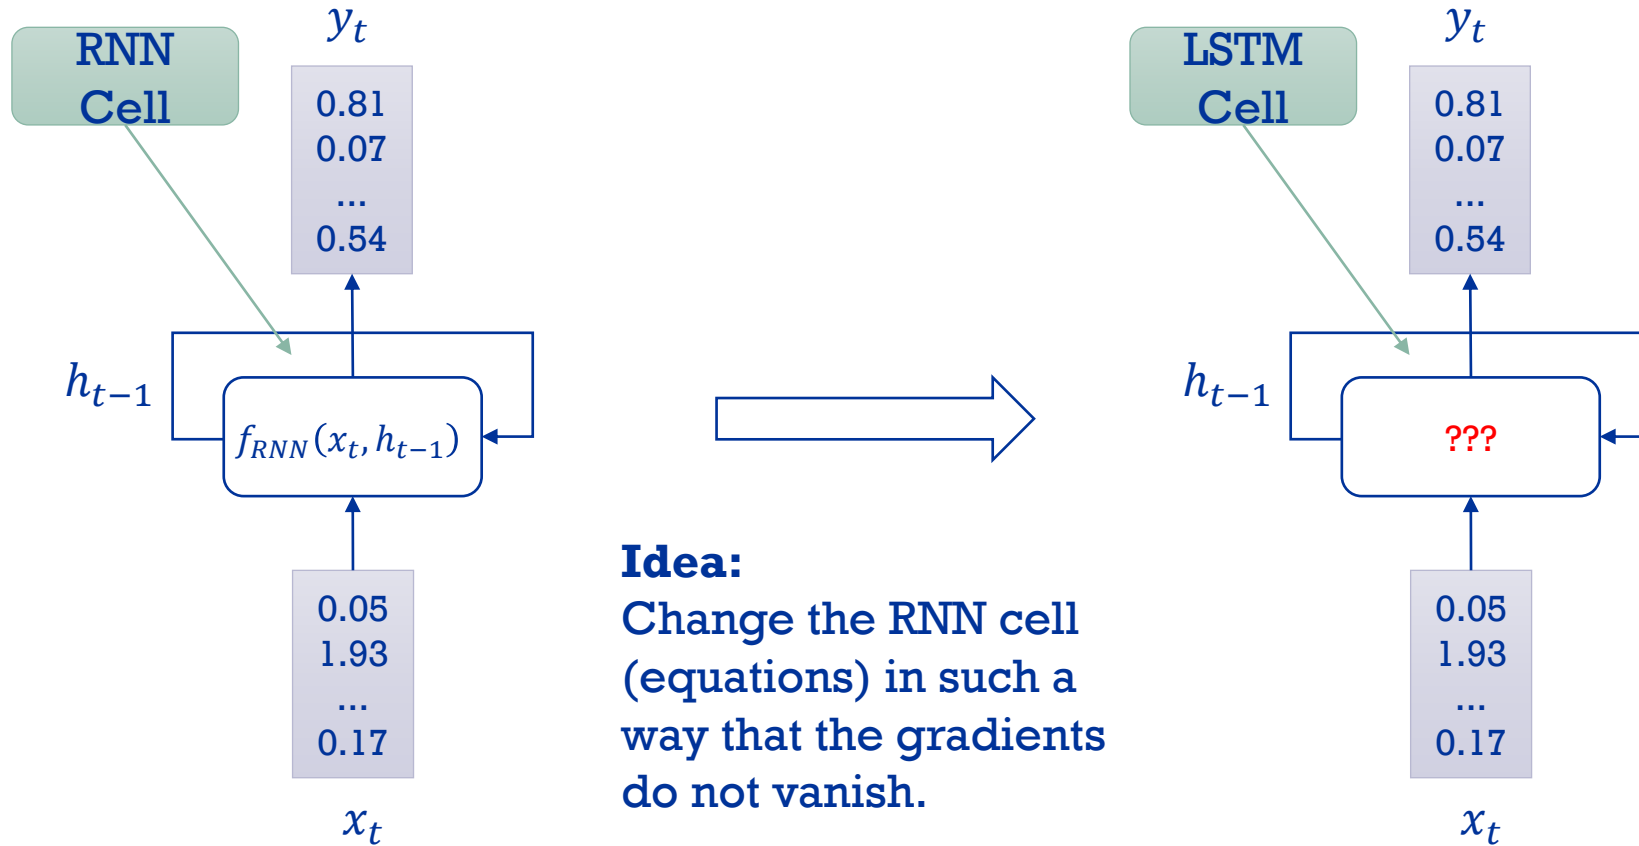 RNN
Cell
y_t
0.81
0.07
...
0.54
h_{t-1}
f_{RNN}(x_t, h_{t-1})
0.05
1.93
...
0.17
x_t
Idea:
Change the RNN cell
(equations) in such a
way that the gradients
do not vanish.
LSTM
Cell
y_t
0.81
0.07
...
0.54
h_{t-1}
???
0.05
1.93
...
0.17
x_t